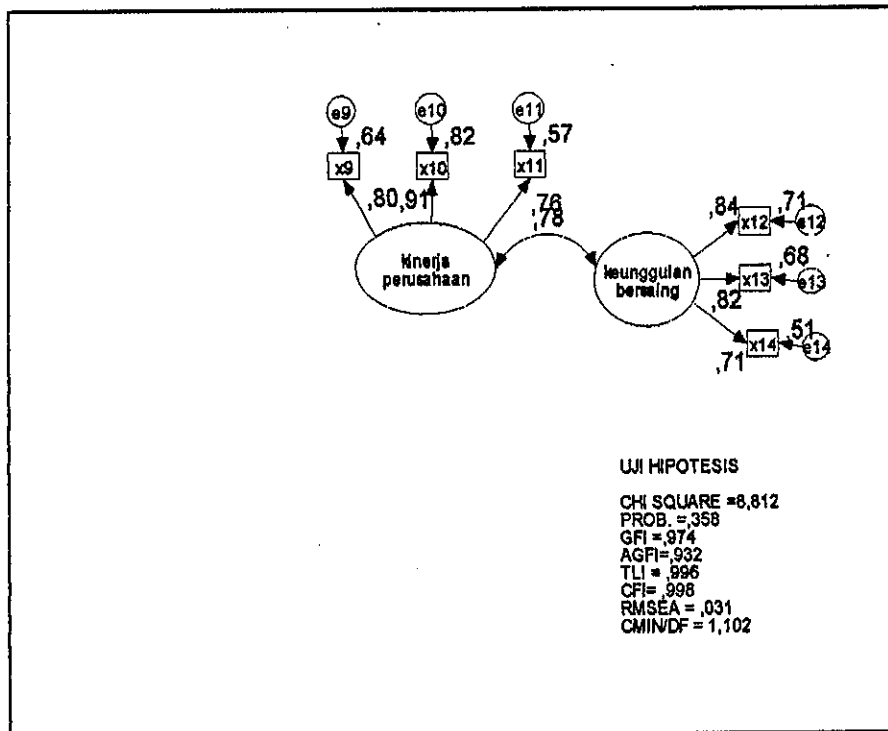 e9 e10 e11
,64 ,82 ,57
x9 x10 x11
,80 ,91 ,76
,78
kinerja
perusahaan
keunggulan
bersaing
,84 ,71
x12 e12
,68
x13 e13
,82
,51
x14 e14
,71
UJI HIPOTESIS
CHI SQUARE =8,812
PROB. =,358
GFI =,974
AGFI=,932
TLI = ,996
CFI= ,998
RMSEA = ,031
CMIN/DF = 1,102